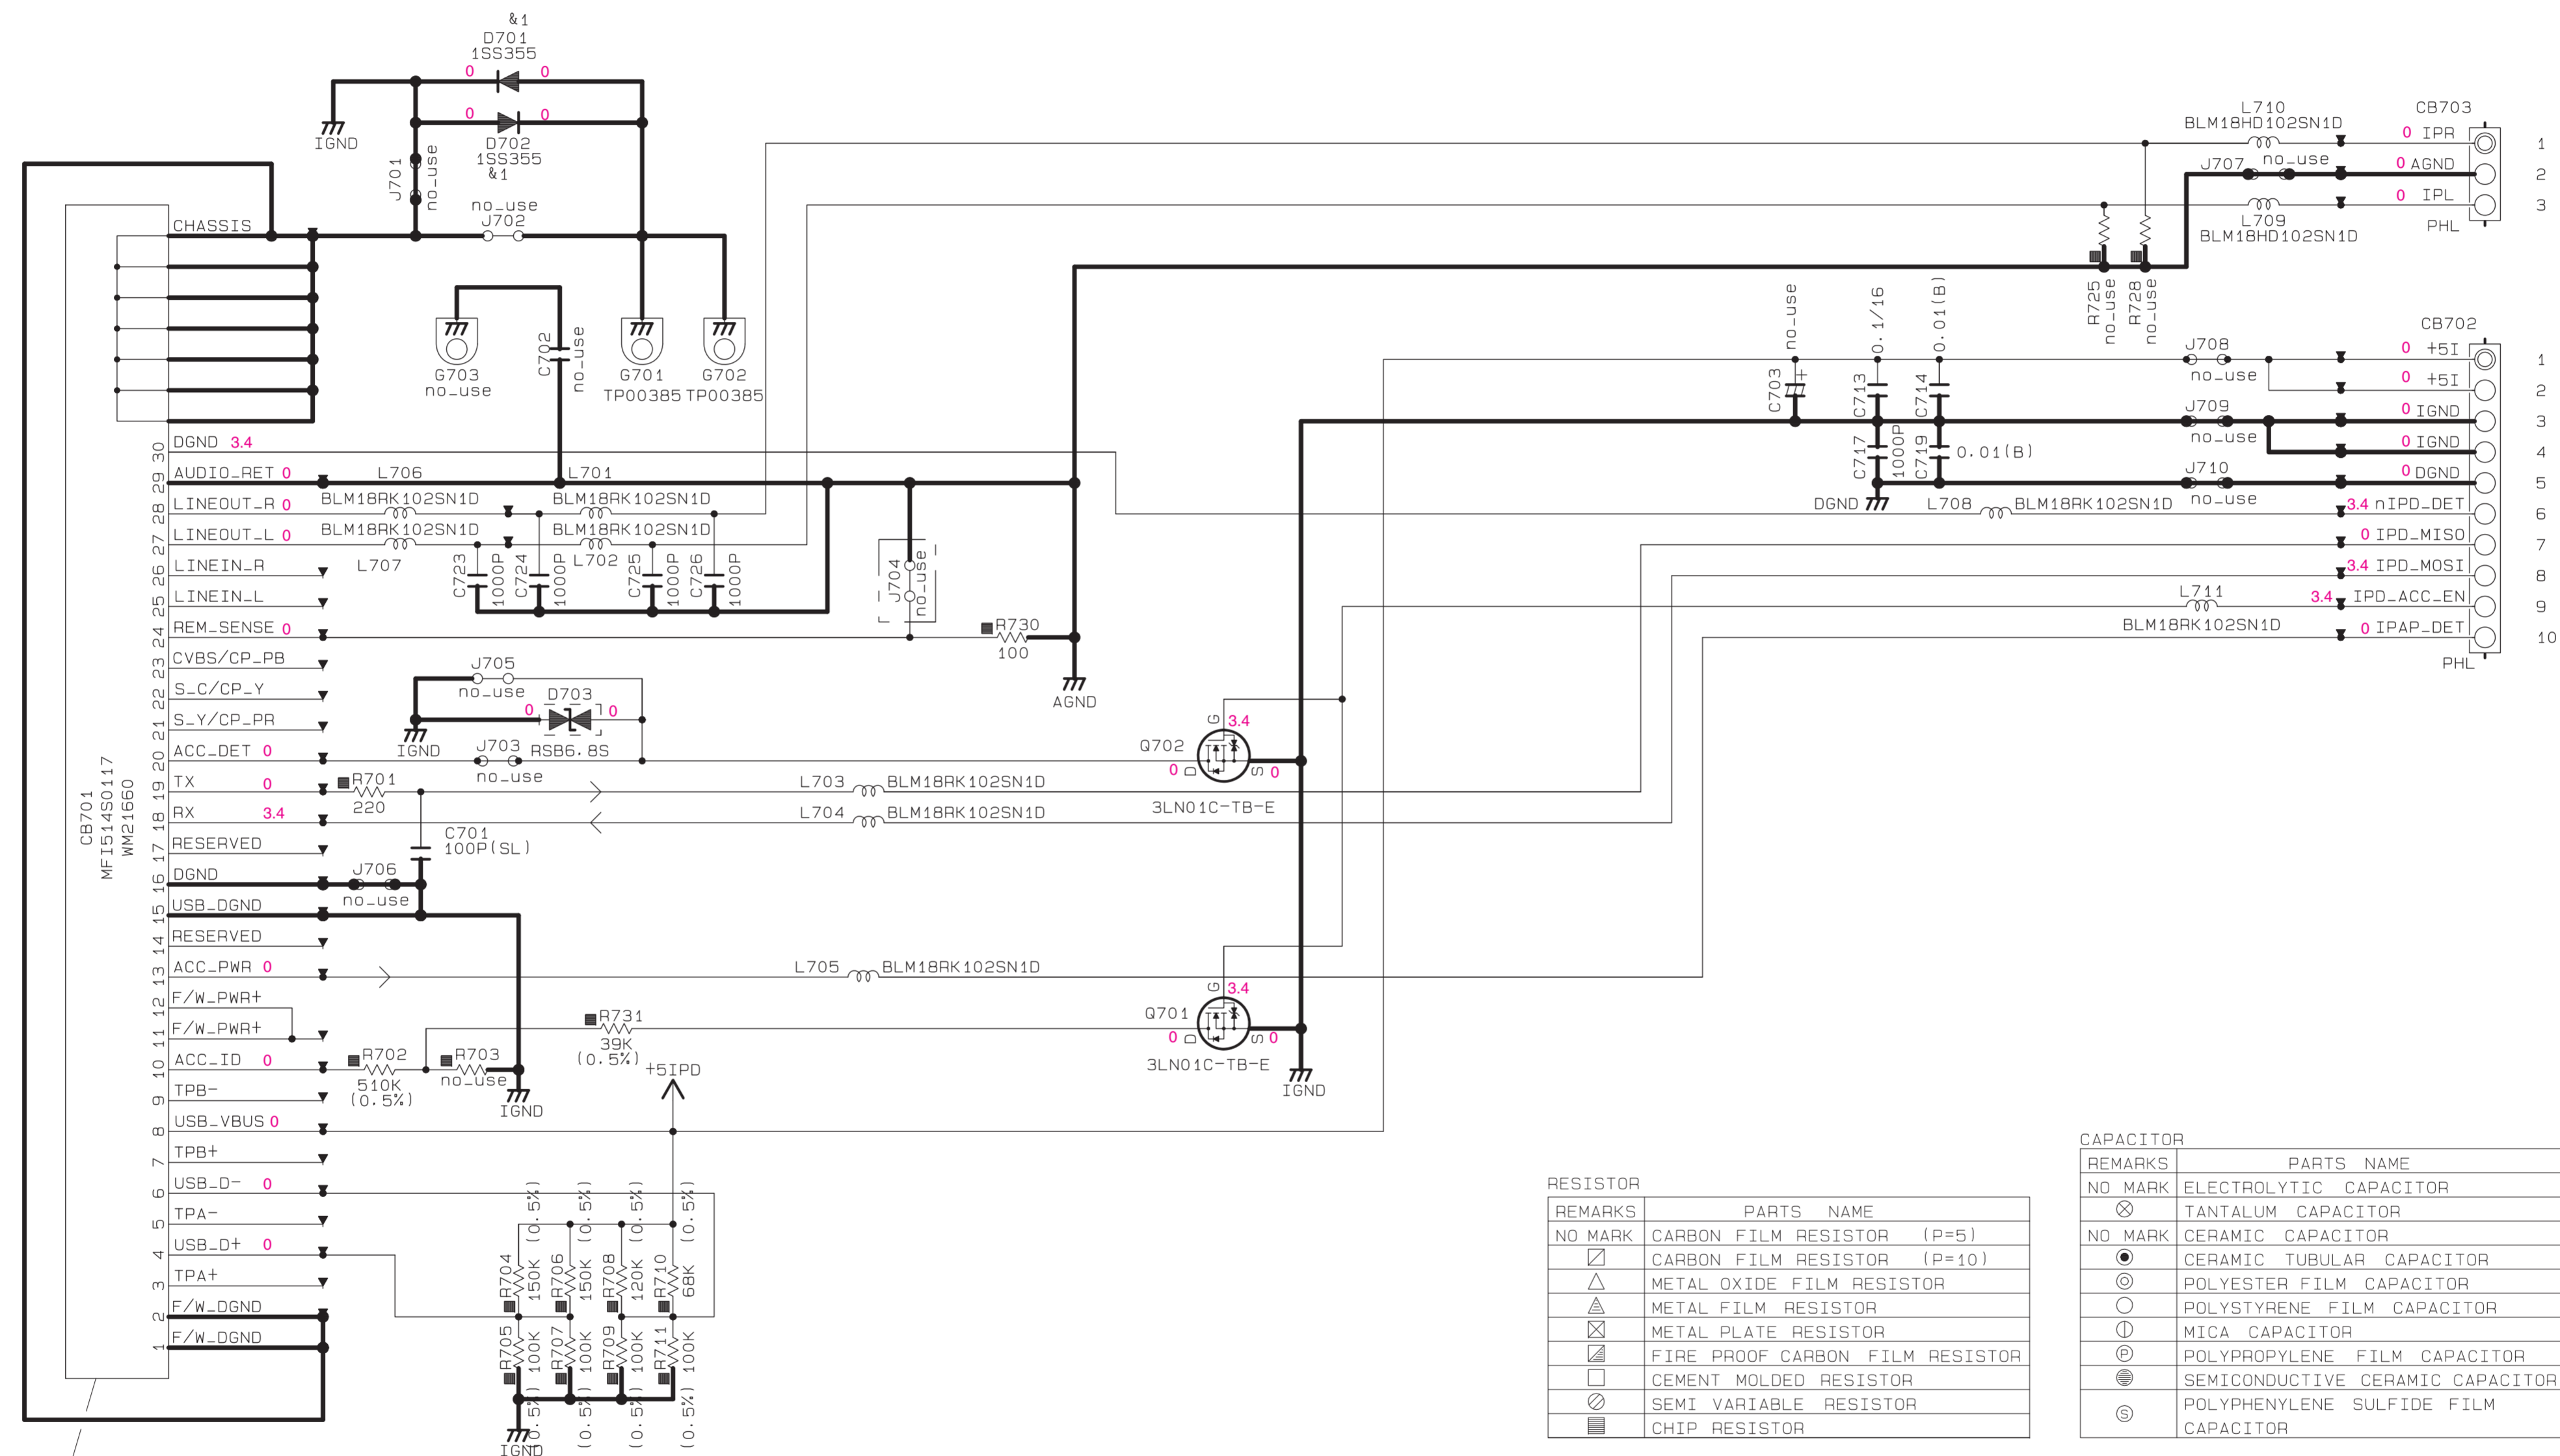 &1
D701
1SS355
0 0
0 0
D702
1SS355
&1
IGND
J701
no_use
no_use
J702
CHASSIS
G703
no_use
C702
no_use
G701
TP00385
G702
TP00385
CB701
MFI514S0117
WM21660
30 DGND 3.4
29 AUDIO_RET 0
28 LINEOUT_R 0
27 LINEOUT_L 0
26 LINEIN_R
25 LINEIN_L
24 REM_SENSE 0
23 CVBS/CP_PB
22 S_C/CP_Y
21 S_Y/CP_PR
20 ACC_DET 0
19 TX 0
18 RX 3.4
17 RESERVED
16 DGND
15 USB_DGND
14 RESERVED
13 ACC_PWR 0
12 F/W_PWR+
11 F/W_PWR+
10 ACC_ID 0
9 TPB-
8 USB_VBUS 0
7 TPB+
6 USB_D- 0
5 TPA-
4 USB_D+ 0
3 TPA+
2 F/W_DGND
1 F/W_DGND
L706
BLM18RK102SN1D
L701
BLM18RK102SN1D
BLM18RK102SN1D
L707
BLM18RK102SN1D
L702
C723
1000P
C724
1000P
C725
1000P
C726
1000P
J704
no_use
R730
100
AGND
J705
no_use
D703
0 0
RSB6.8S
IGND
J703
no_use
R701
220
C701
100P(SL)
J706
no_use
L703 BLM18RK102SN1D
L704 BLM18RK102SN1D
L705 BLM18RK102SN1D
Q702
G 3.4
0 D
S 0
3LN01C-TB-E
Q701
G 3.4
0 D
S 0
3LN01C-TB-E
IGND
R702
510K
(0.5%)
R703
no_use
IGND
R731
39K
(0.5%)
+5IPD
R704
150K (0.5%)
R706
150K (0.5%)
R708
120K (0.5%)
R710
68K (0.5%)
R705
100K (0.5%)
R707
100K (0.5%)
R709
100K (0.5%)
R711
100K (0.5%)
IGND
L710
BLM18HD102SN1D
J707 no_use
L709
BLM18HD102SN1D
R725
no_use
R728
no_use
CB703
0 IPR 1
0 AGND 2
0 IPL 3
PHL
C703
no_use
+
C713
0.1/16
C714
0.01(B)
C717
1000P
C719
0.01(B)
DGND
J708
no_use
J709
no_use
J710
no_use
L708 BLM18RK102SN1D
L711
BLM18RK102SN1D
CB702
0 +5I 1
0 +5I 2
0 IGND 3
0 IGND 4
0 DGND 5
3.4 nIPD_DET 6
0 IPD_MISO 7
3.4 IPD_MOSI 8
3.4 IPD_ACC_EN 9
0 IPAP_DET 10
PHL
RESISTOR
REMARKS PARTS NAME
NO MARK CARBON FILM RESISTOR (P=5)
CARBON FILM RESISTOR (P=10)
METAL OXIDE FILM RESISTOR
METAL FILM RESISTOR
METAL PLATE RESISTOR
FIRE PROOF CARBON FILM RESISTOR
CEMENT MOLDED RESISTOR
SEMI VARIABLE RESISTOR
CHIP RESISTOR
CAPACITOR
REMARKS PARTS NAME
NO MARK ELECTROLYTIC CAPACITOR
TANTALUM CAPACITOR
NO MARK CERAMIC CAPACITOR
CERAMIC TUBULAR CAPACITOR
POLYESTER FILM CAPACITOR
POLYSTYRENE FILM CAPACITOR
MICA CAPACITOR
P POLYPROPYLENE FILM CAPACITOR
SEMICONDUCTIVE CERAMIC CAPACITOR
S POLYPHENYLENE SULFIDE FILM
CAPACITOR